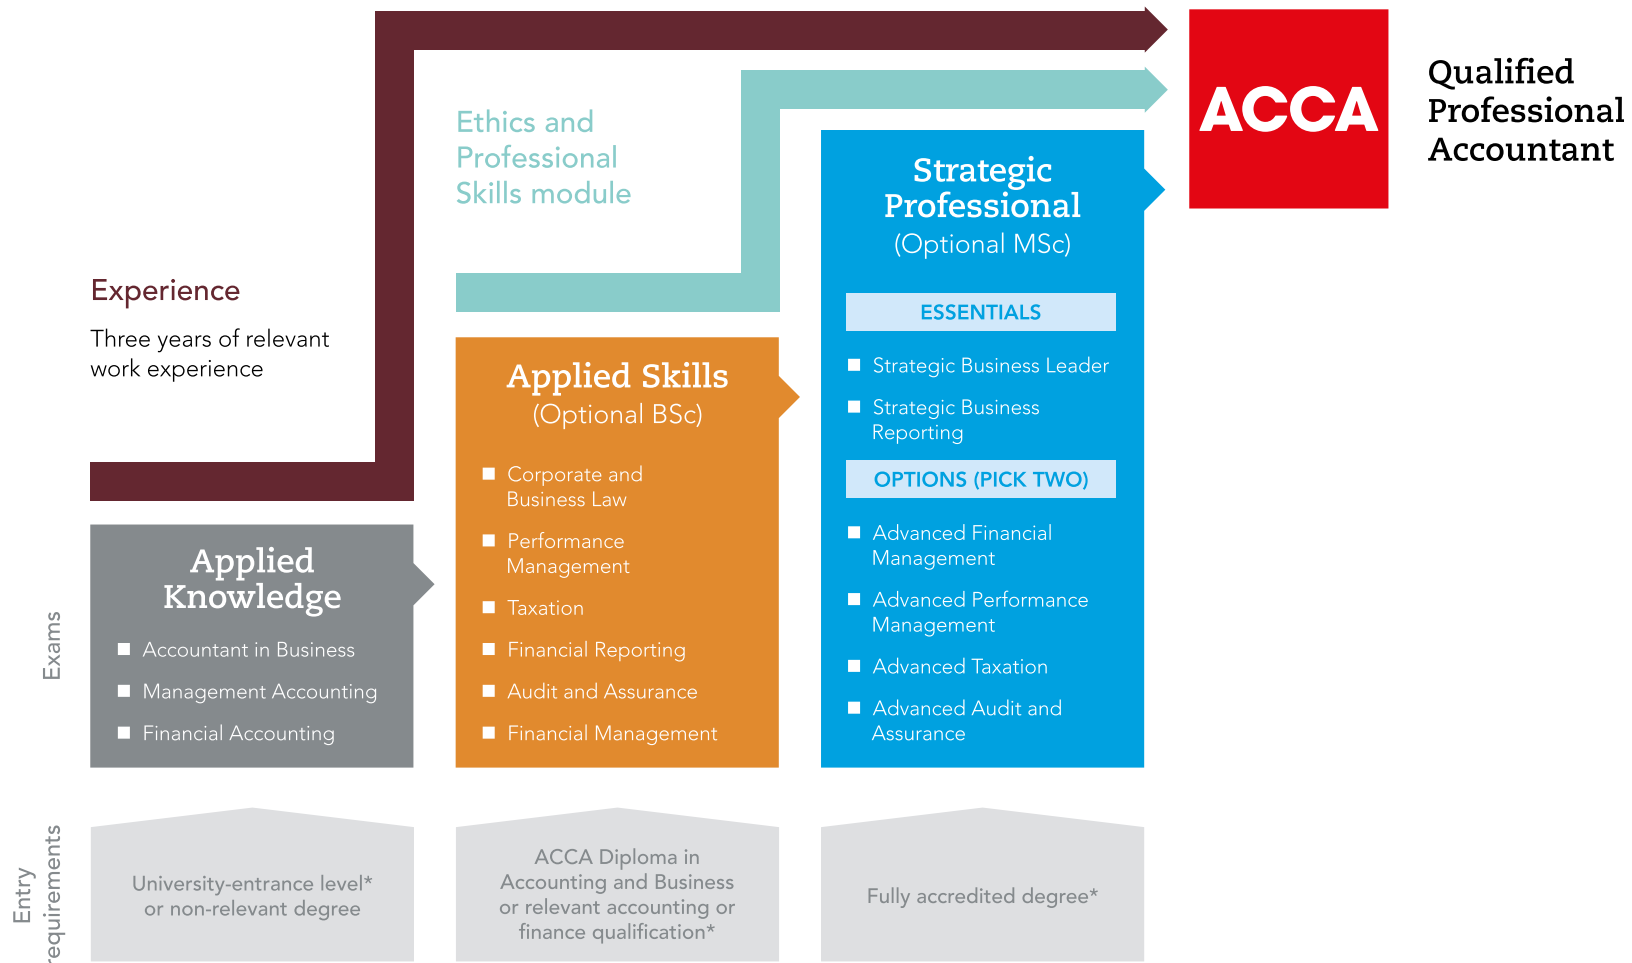 ACCA
Qualified
Professional
Accountant
Ethics and
Professional
Skills module
Experience
Three years of relevant
work experience
Exams
Applied
Knowledge
Accountant in Business
Management Accounting
Financial Accounting
Applied Skills
(Optional BSc)
Corporate and
Business Law
Performance
Management
Taxation
Financial Reporting
Audit and Assurance
Financial Management
Strategic
Professional
(Optional MSc)
ESSENTIALS
Strategic Business Leader
Strategic Business
Reporting
OPTIONS (PICK TWO)
Advanced Financial
Management
Advanced Performance
Management
Advanced Taxation
Advanced Audit and
Assurance
Entry
requirements
University-entrance level*
or non-relevant degree
ACCA Diploma in
Accounting and Business
or relevant accounting or
finance qualification*
Fully accredited degree*